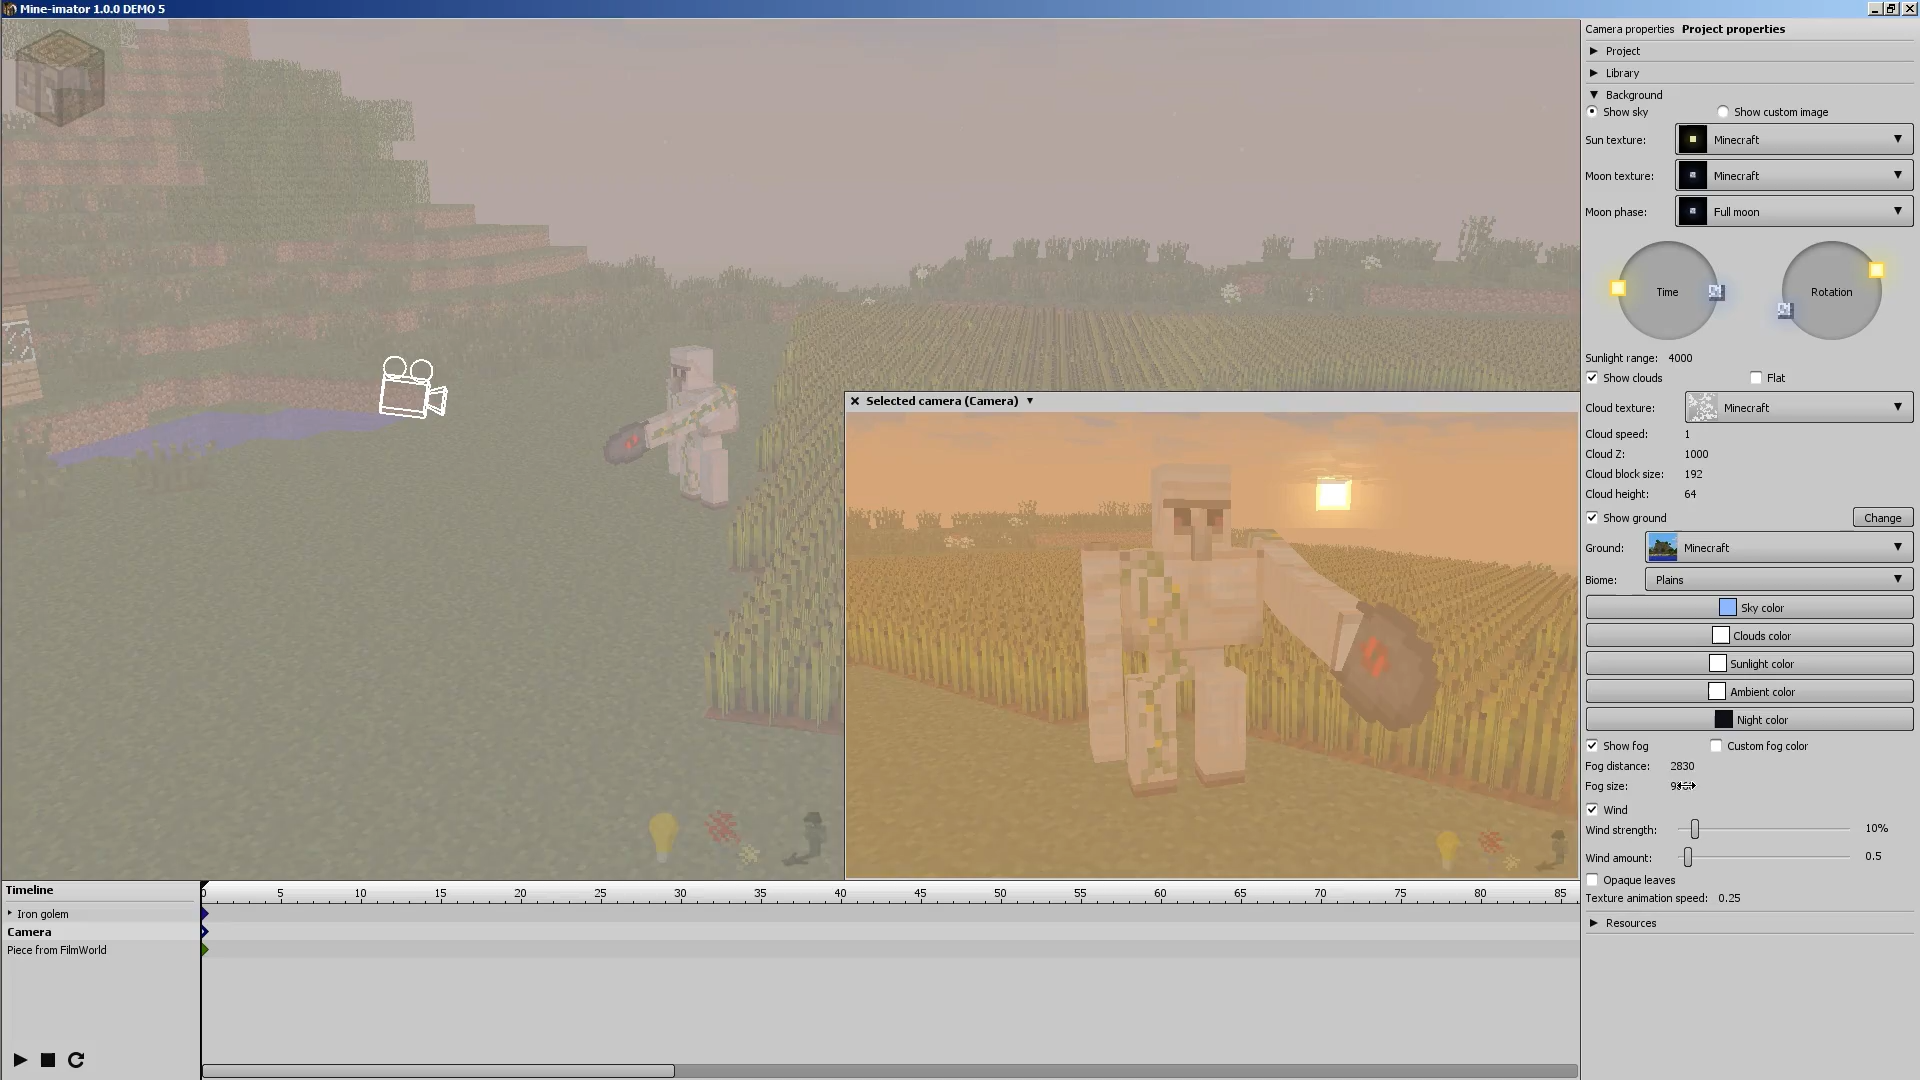 Mine-imator 1.0.0 DEMO 5
Camera properties Project properties
Project
Library
Background
Show sky Show custom image
Sun texture: Minecraft
Moon texture: Minecraft
Moon phase: Full moon
Time Rotation
Sunlight range: 4000
Show clouds Flat
Cloud texture: Minecraft
Cloud speed: 1
Cloud Z: 1000
Cloud block size: 192
Cloud height: 64
Show ground Change
Ground: Minecraft
Biome: Plains
Sky color
Clouds color
Sunlight color
Ambient color
Night color
Show fog Custom fog color
Fog distance: 2830
Fog size:
Wind
Wind strength: 10%
Wind amount: 0.5
Opaque leaves
Texture animation speed: 0.25
Resources
Selected camera (Camera)
Timeline
0 5 10 15 20 25 30 35 40 45 50 55 60 65 70 75 80 85
Iron golem
Camera
Piece from FilmWorld